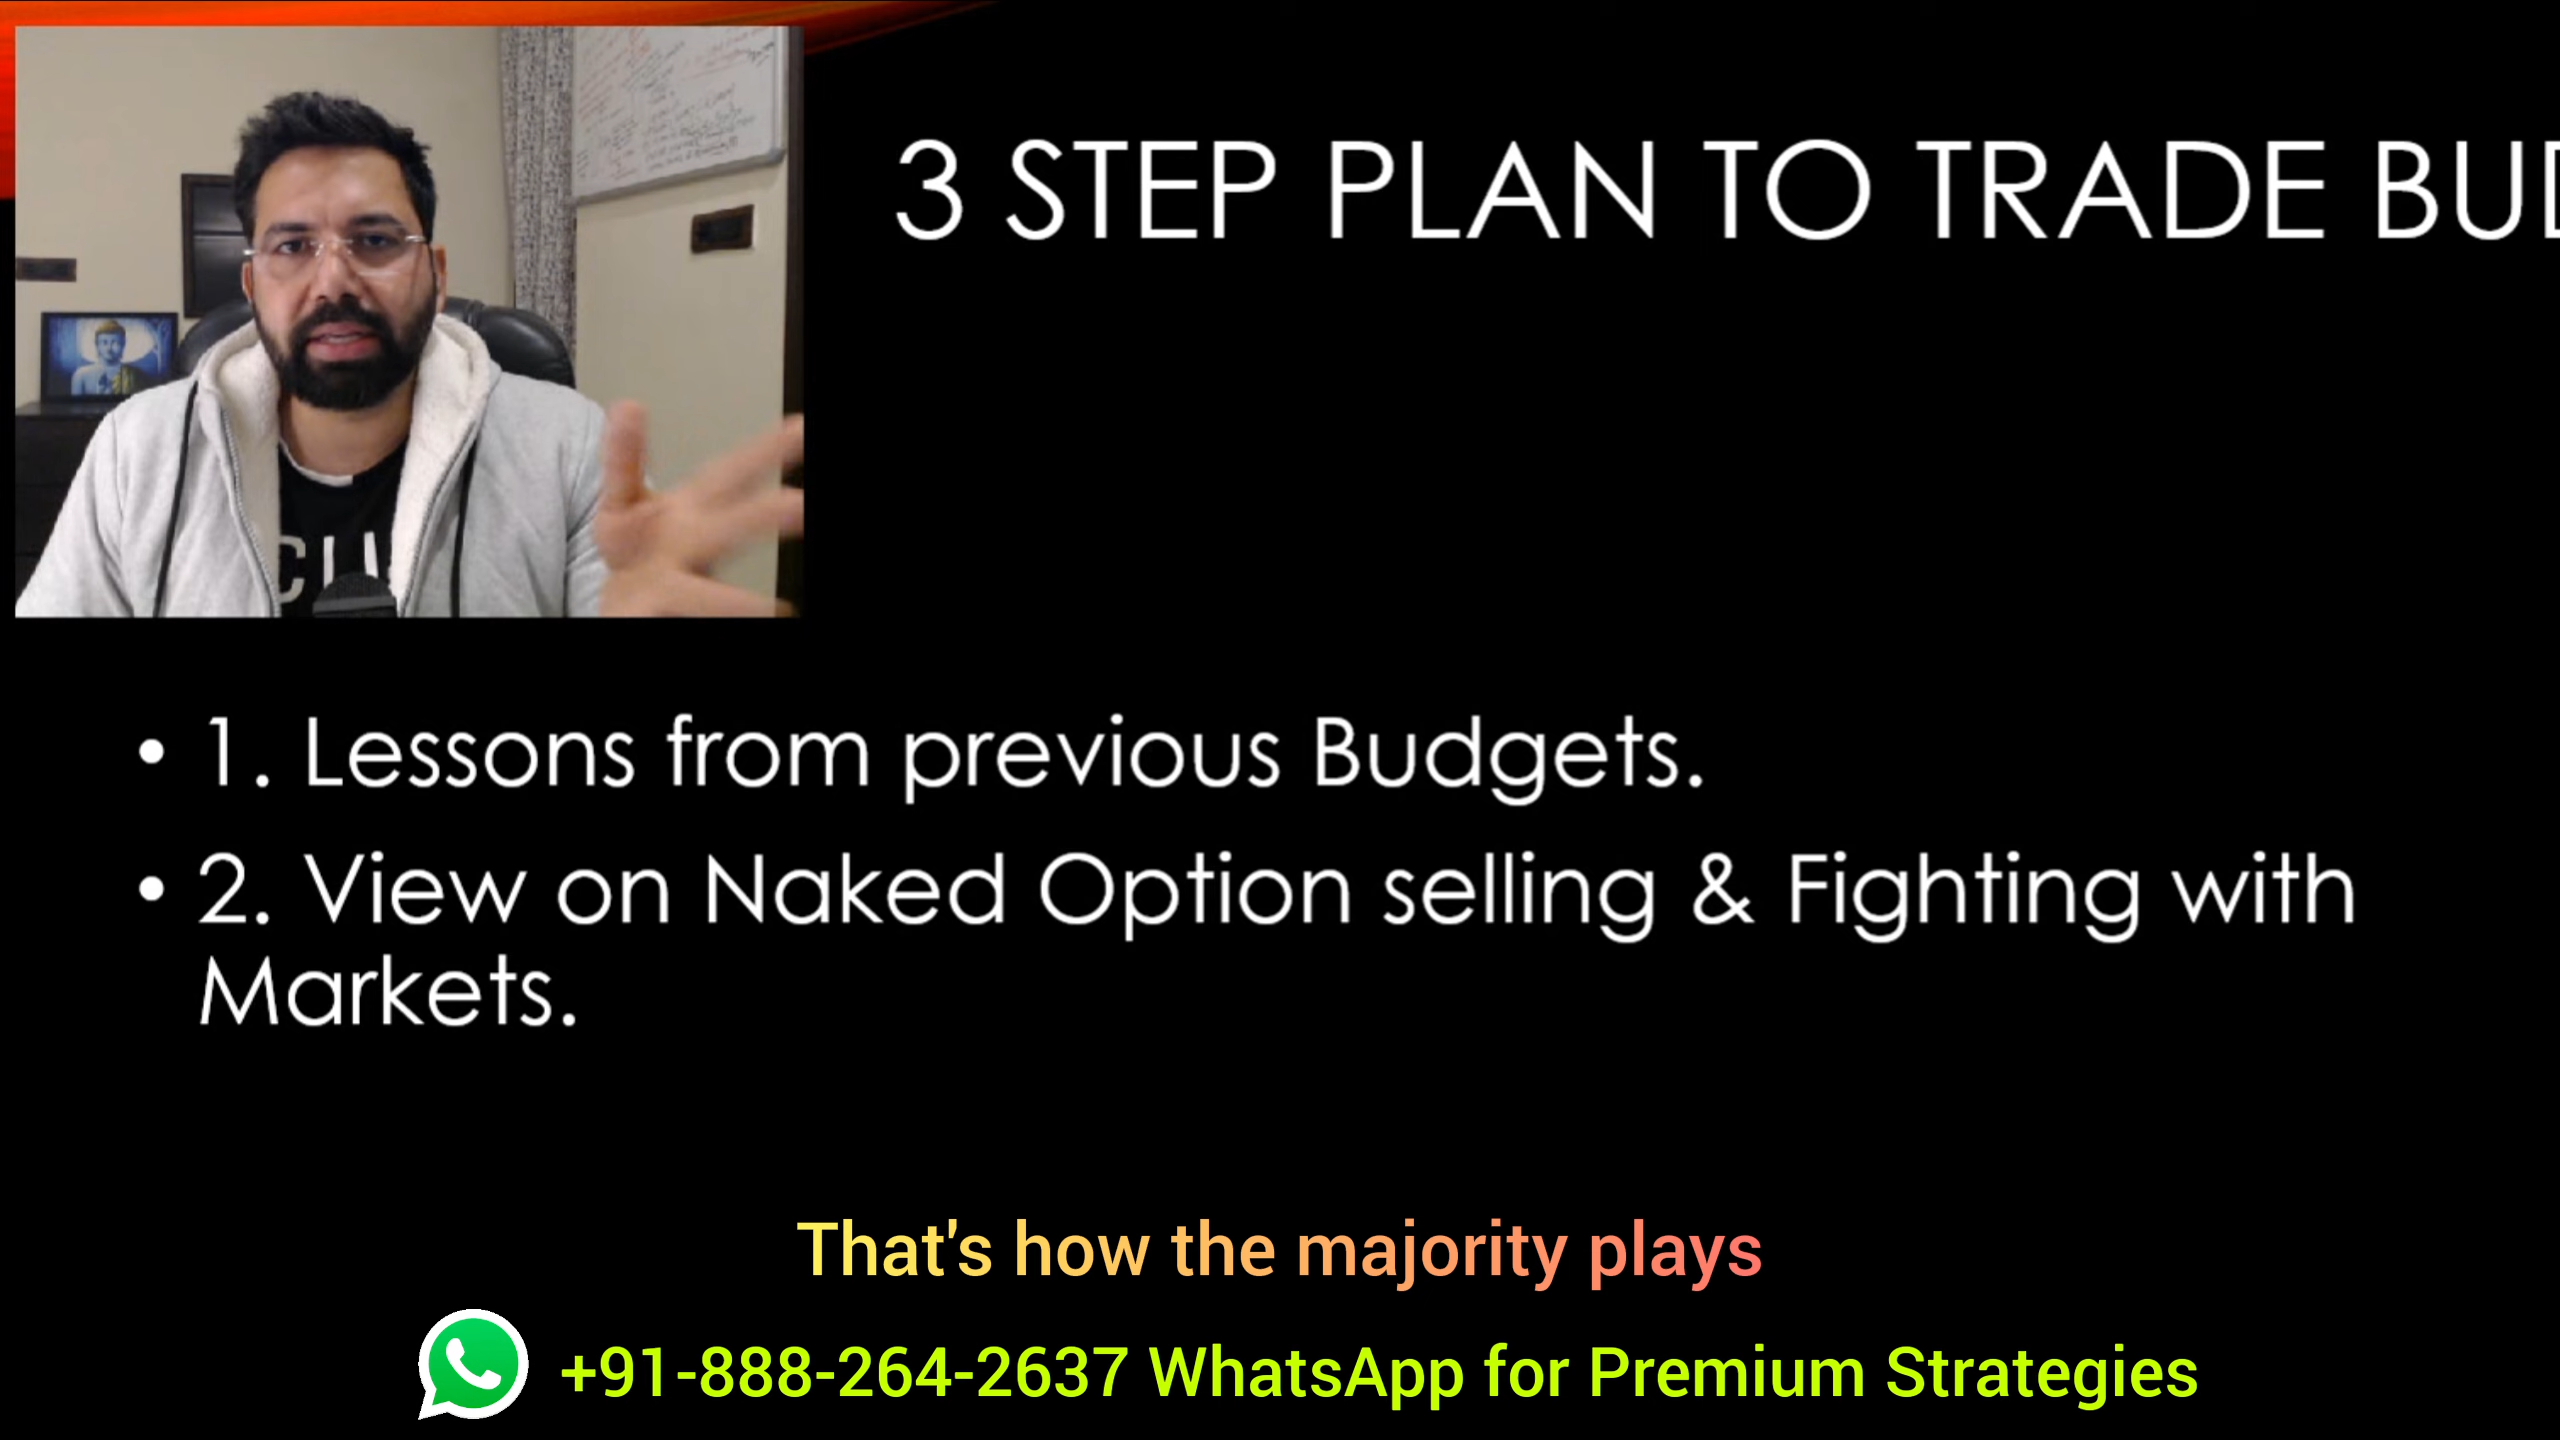 3 STEP PLAN TO TRADE
• 1. Lessons from previous Budgets.
• 2. View on Naked Option selling & Fighting with
Markets.
That's how the majority plays
+91-888-264-2637 WhatsApp for Premium Strategies